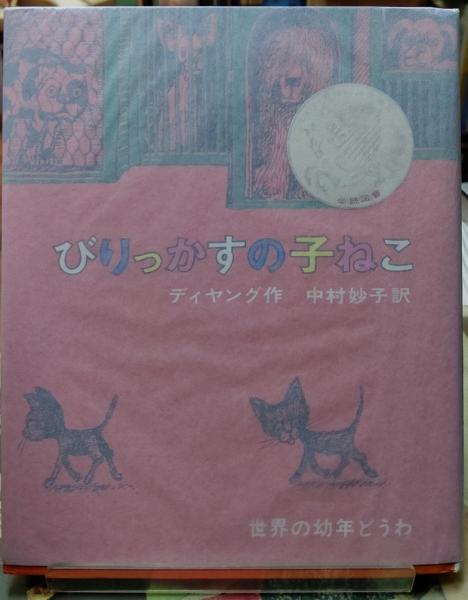 びりっかすの子ねこ
ディヤング作　中村妙子訳
世界の幼年どうわ